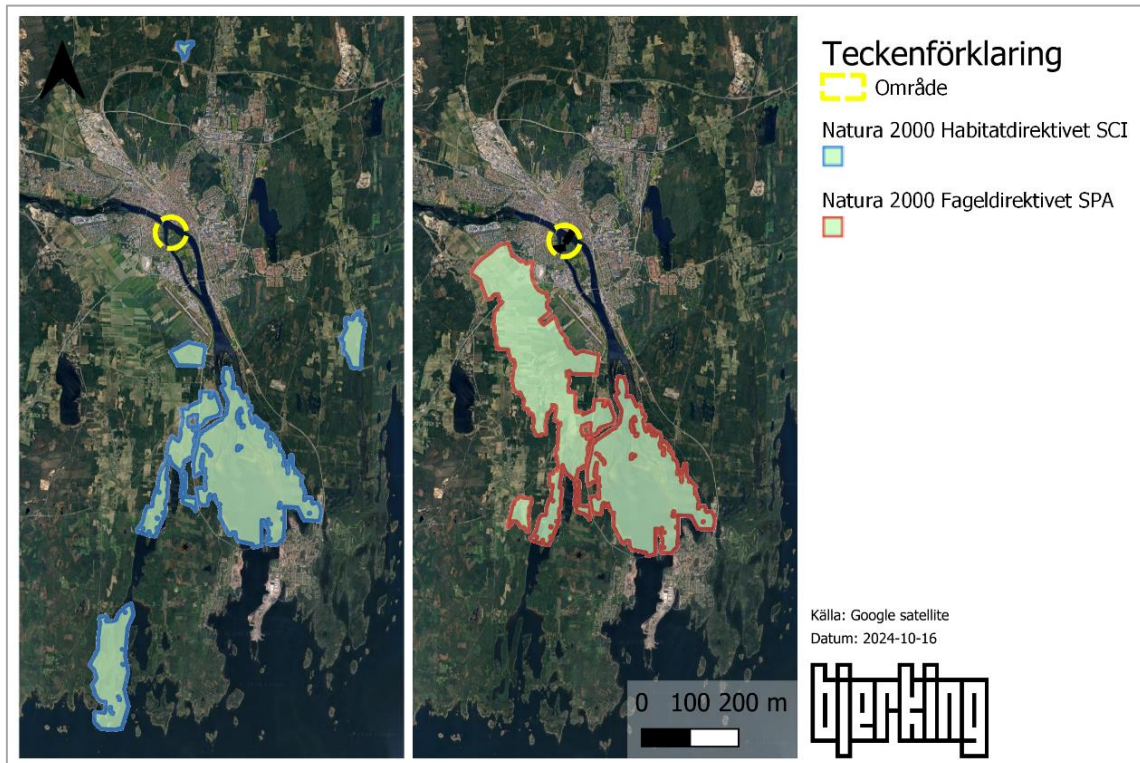 Teckenförklaring
Område
Natura 2000 Habitatdirektivet SCI
Natura 2000 Fageldirektivet SPA
Källa: Google satellite
Datum: 2024-10-16
0 100 200 m
bjerking